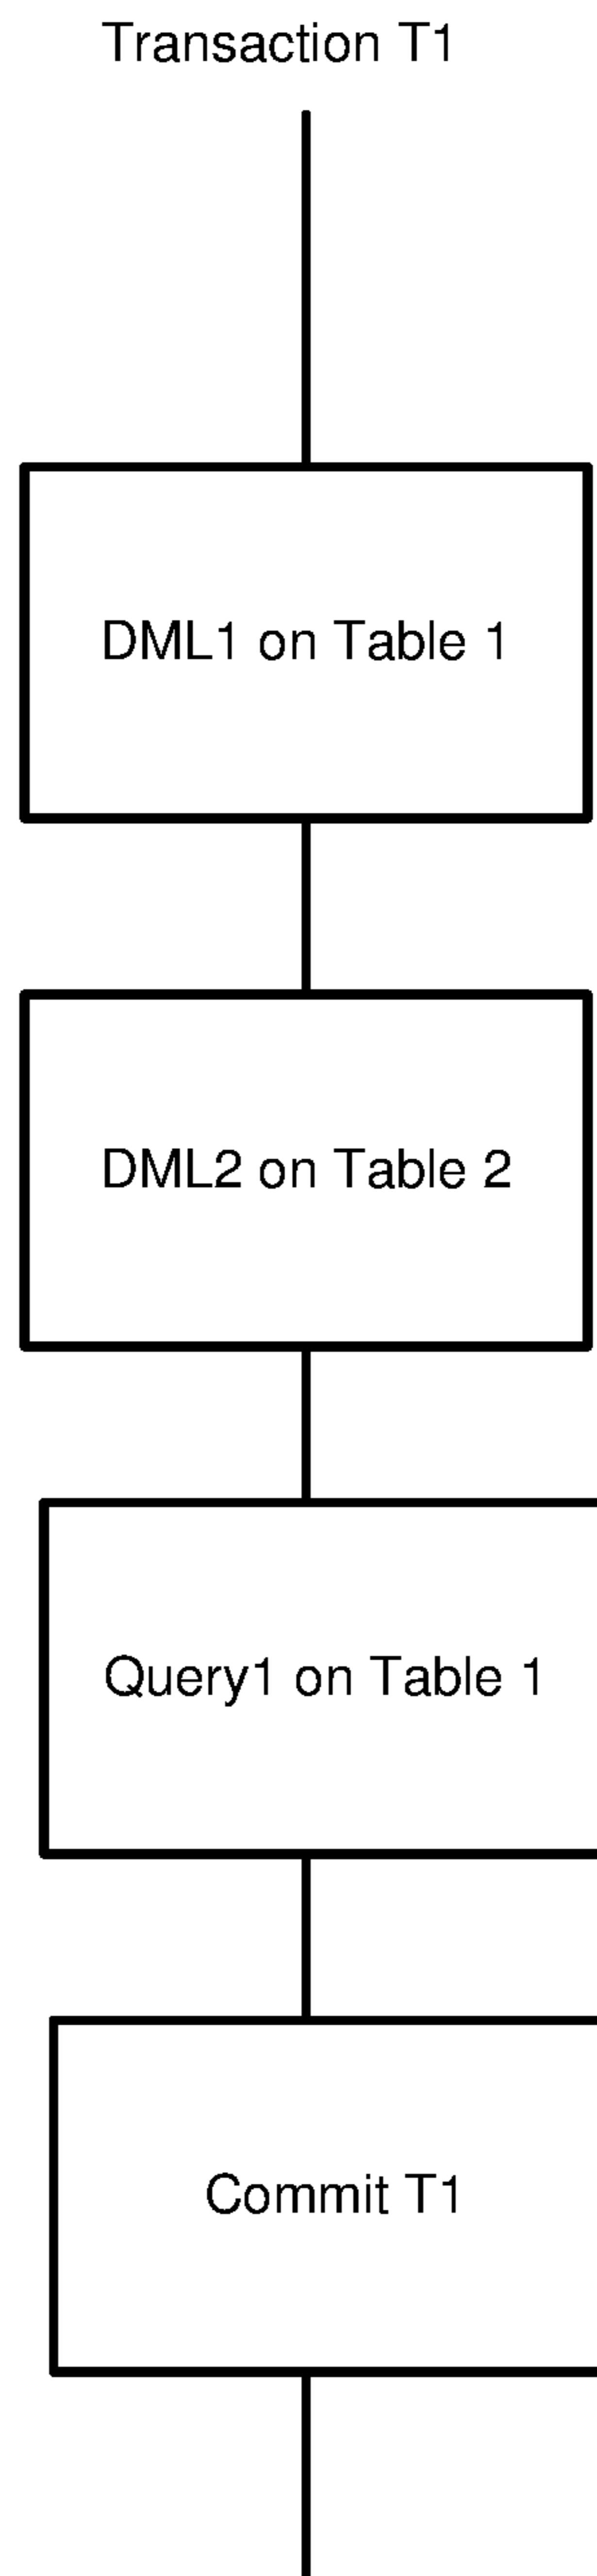 Transaction T1
DML1 on Table 1
DML2 on Table 2
Query1 on Table 1
Commit T1